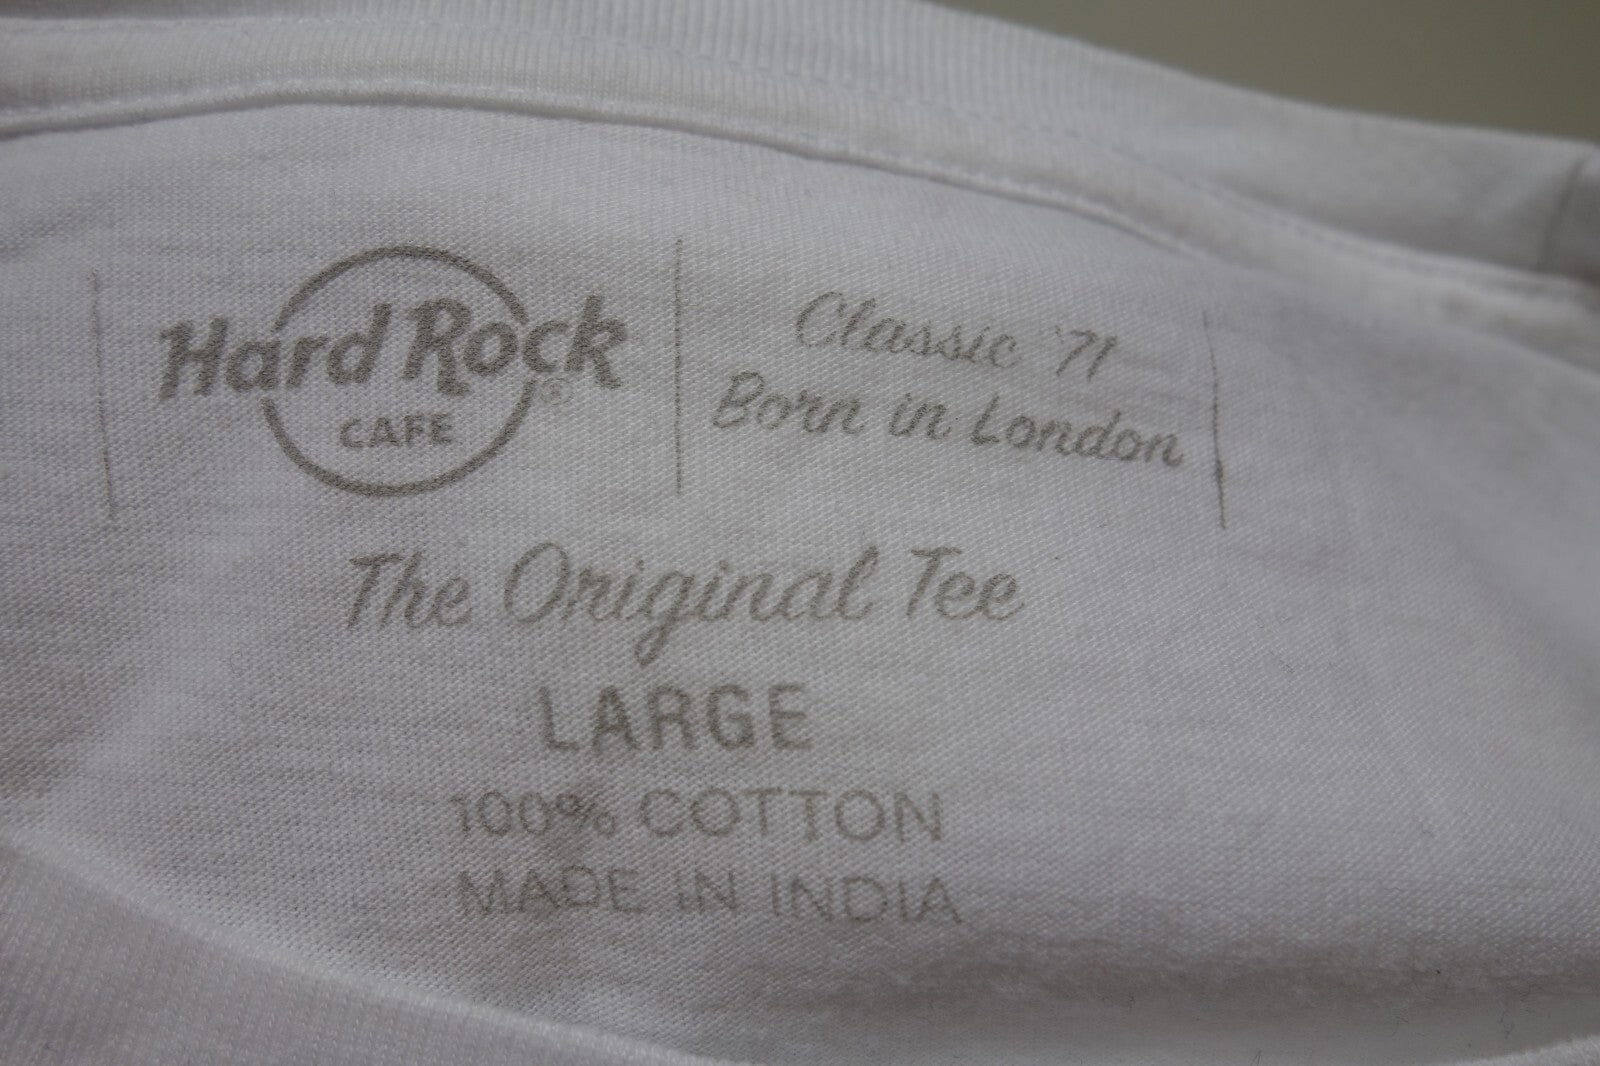 Hard Rock ®
CAFE
Classic '71
Born in London
The Original Tee
LARGE
100% COTTON
MADE IN INDIA